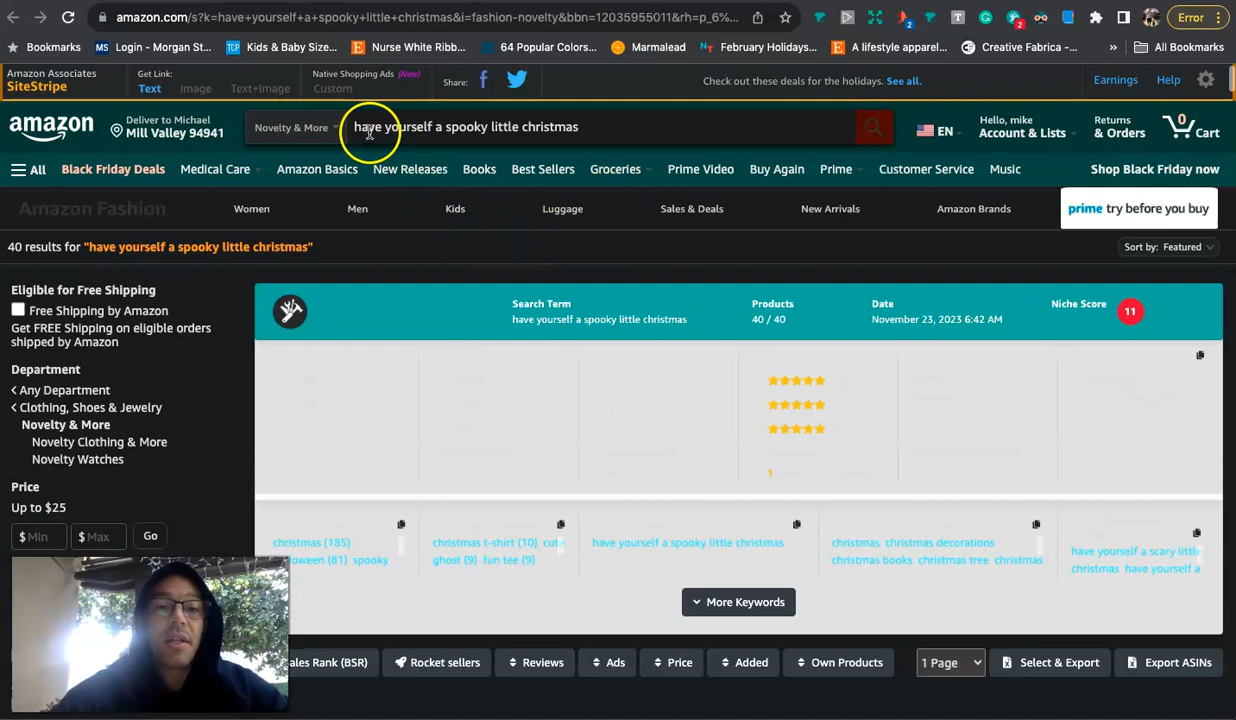 amazon.com/s?k=have+yourself+a+spooky+little+christmas&i=fashion-novelty&bbn=12035955011&rh=p_6%...
2
2
Error
Bookmarks
MS Login - Morgan St...
TCP Kids & Baby Size...
Nurse White Ribb...
64 Popular Colors...
Marmalead
February Holidays...
A lifestyle apparel...
Creative Fabrica -...
»
All Bookmarks
Amazon Associates
SiteStripe
Get Link:
Text
Image
Text+Image
Native Shopping Ads (New)
Custom
Share:
Check out these deals for the holidays. See all.
Earnings
Help
amazon
Deliver to Michael
Mill Valley 94941
Novelty & More
have yourself a spooky little christmas
EN
Hello, mike
Account & Lists
Returns
& Orders
0
Cart
All
Black Friday Deals
Medical Care
Amazon Basics
New Releases
Books
Best Sellers
Groceries
Prime Video
Buy Again
Prime
Customer Service
Music
Shop Black Friday now
Amazon Fashion
Women
Men
Kids
Luggage
Sales & Deals
New Arrivals
Amazon Brands
prime try before you buy
40 results for "have yourself a spooky little christmas"
Sort by: Featured
Eligible for Free Shipping
Free Shipping by Amazon
Get FREE Shipping on eligible orders
shipped by Amazon
Department
Any Department
Clothing, Shoes & Jewelry
Novelty & More
Novelty Clothing & More
Novelty Watches
Price
Up to $25
$ Min
$ Max
Go
Search Term
have yourself a spooky little christmas
Products
40 / 40
Date
November 23, 2023 6:42 AM
Niche Score
11
1
christmas (185)
loween (81) spooky
christmas t-shirt (10) cut
ghost (9) fun tee (9)
have yourself a spooky little christmas
christmas christmas decorations
christmas books christmas tree christmas
have yourself a scary little
christmas have yourself a
More Keywords
ales Rank (BSR)
Rocket sellers
Reviews
Ads
Price
Added
Own Products
1 Page
Select & Export
Export ASINs